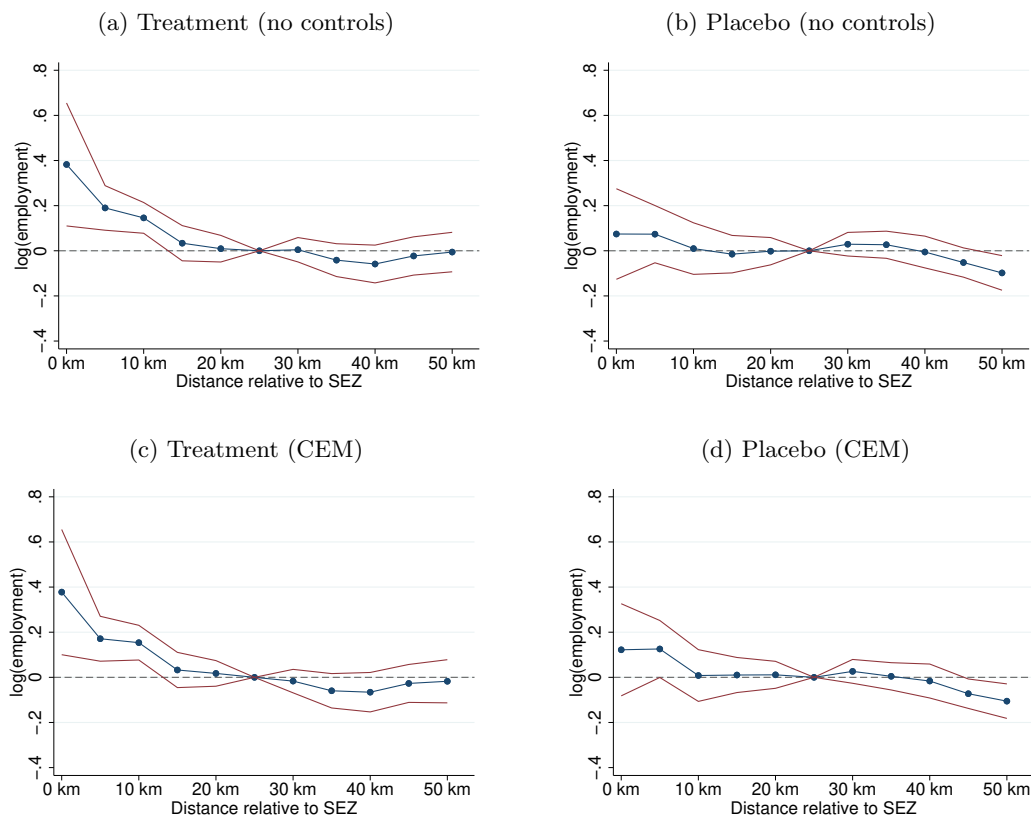 (a) Treatment (no controls)
(b) Placebo (no controls)
.8
.6
.4
.2
0
-.2
-.4
log(employment)
0 km 10 km 20 km 30 km 40 km 50 km
Distance relative to SEZ
.8
.6
.4
.2
0
-.2
-.4
log(employment)
0 km 10 km 20 km 30 km 40 km 50 km
Distance relative to SEZ
(c) Treatment (CEM)
(d) Placebo (CEM)
.8
.6
.4
.2
0
-.2
-.4
log(employment)
0 km 10 km 20 km 30 km 40 km 50 km
Distance relative to SEZ
.8
.6
.4
.2
0
-.2
-.4
log(employment)
0 km 10 km 20 km 30 km 40 km 50 km
Distance relative to SEZ